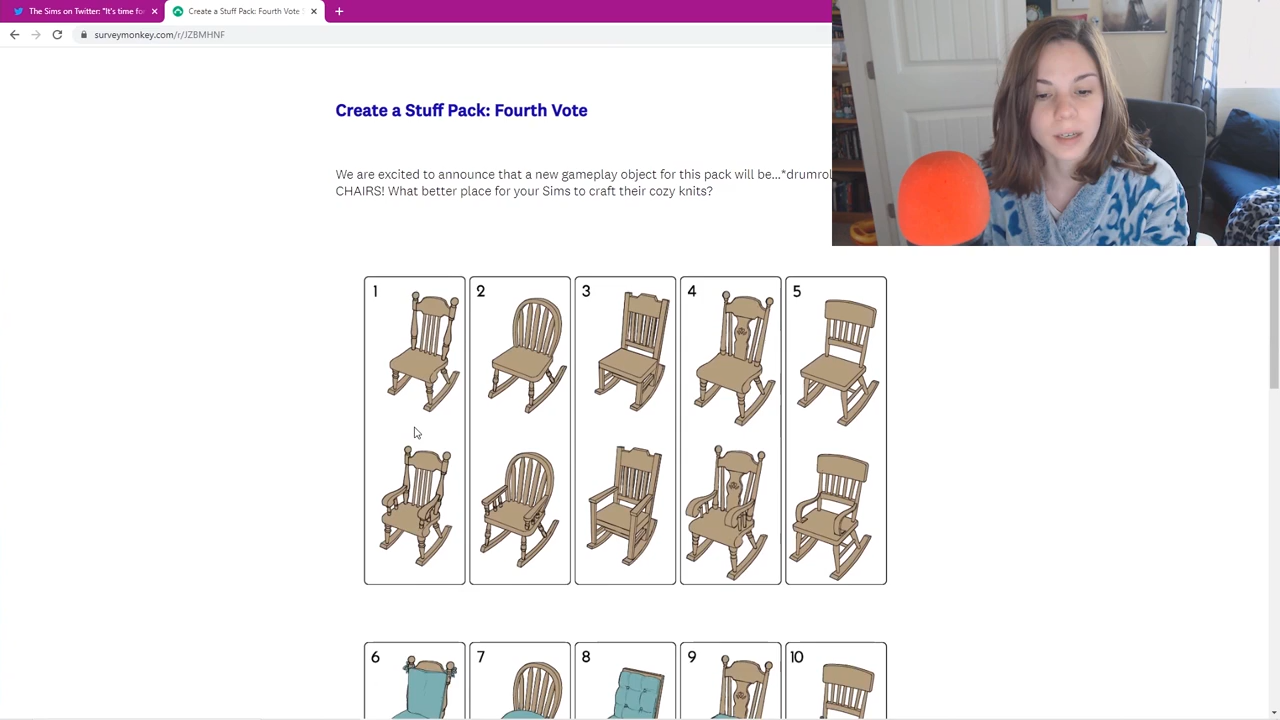 The Sims on Twitter: "It's time fo
Create a Stuff Pack: Fourth Vote
surveymonkey.com/r/JZBMHNF
Create a Stuff Pack: Fourth Vote
We are excited to announce that a new gameplay object for this pack will be...*drumrol
CHAIRS! What better place for your Sims to craft their cozy knits?
1 2 3 4 5
6 7 8 9 10